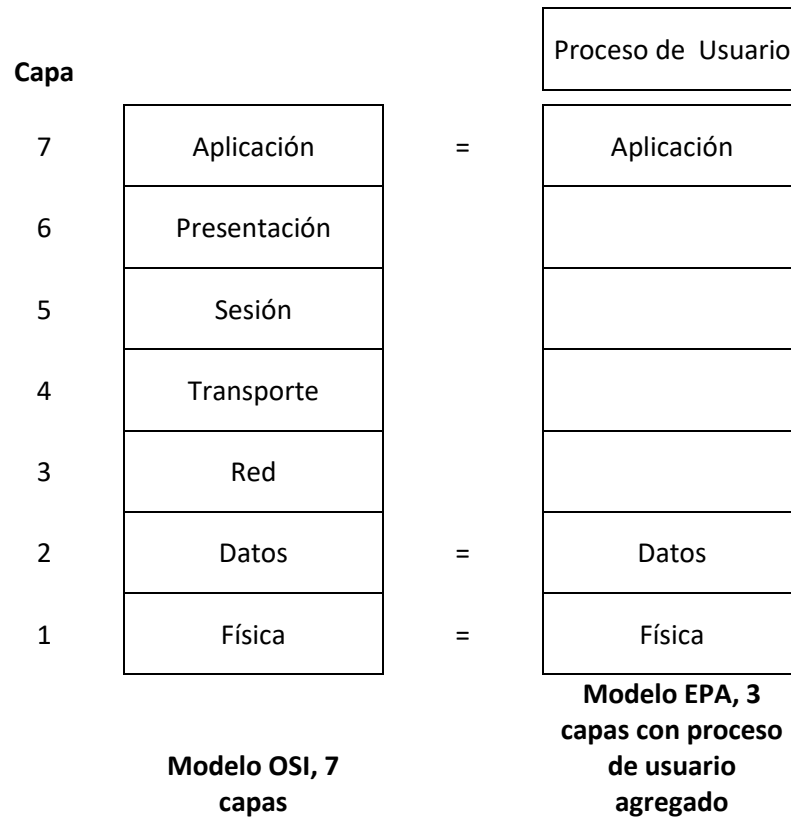 Proceso de Usuario
Capa
7 Aplicación = Aplicación
6 Presentación
5 Sesión
4 Transporte
3 Red
2 Datos = Datos
1 Física = Física
Modelo OSI, 7
capas
Modelo EPA, 3
capas con proceso
de usuario
agregado